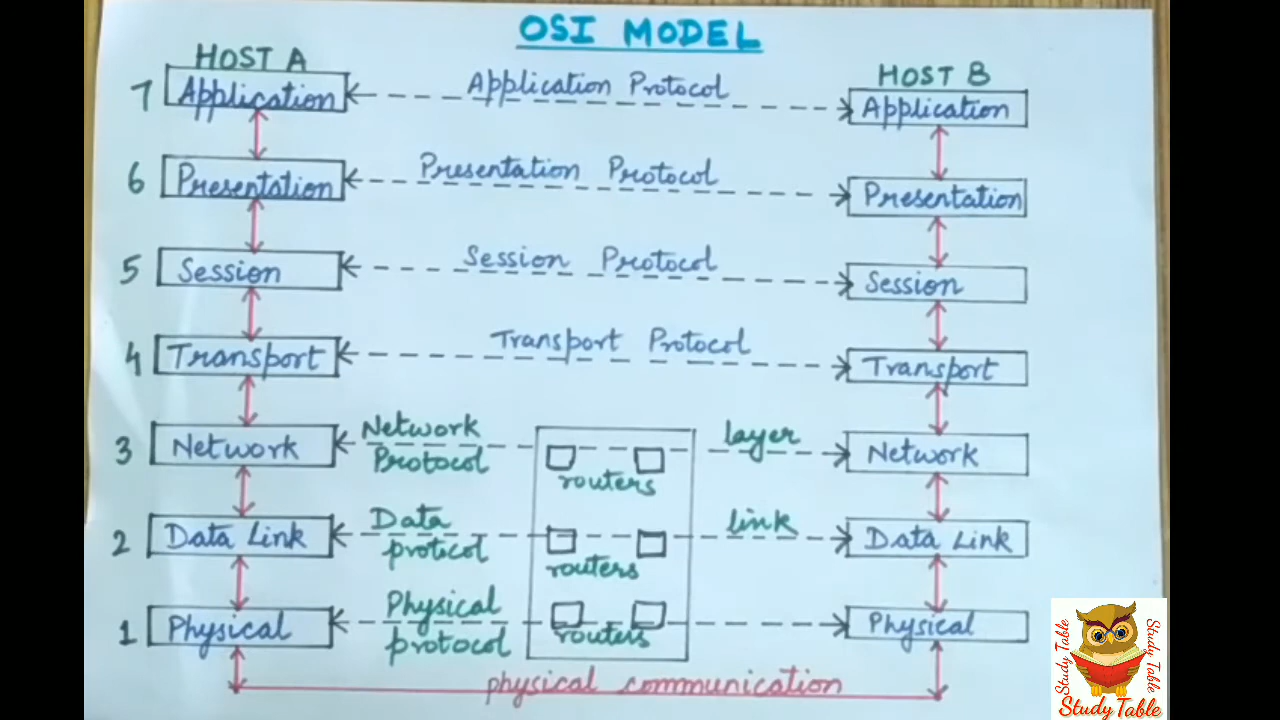 OSI MODEL
HOST A
HOST B
7 Application Application Protocol Application
6 Presentation Presentation Protocol Presentation
5 Session Session Protocol Session
4 Transport Transport Protocol Transport
3 Network Network layer Network
Protocol
routers
2 Data Link Data link Data Link
protocol
routers
1 Physical Physical Physical
protocol routers
physical communication
Study Table
Study Table
Study Table